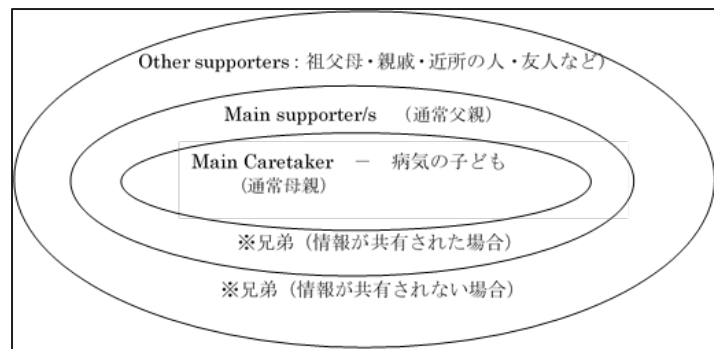 Other supporters : 祖父母・親戚・近所の人・友人など）
Main supporter/s （通常父親）
Main Caretaker － 病気の子ども
（通常母親）
※兄弟（情報が共有された場合）
※兄弟（情報が共有されない場合）